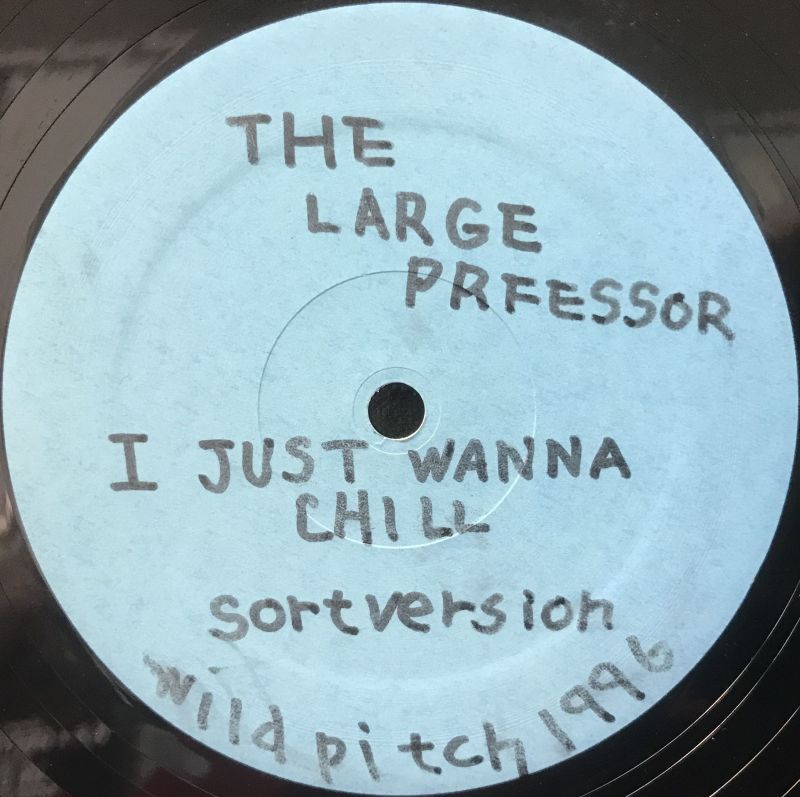 THE
LARGE
PRFESSOR
I JUST WANNA
CHILL
sortversion
wild pitch 1996